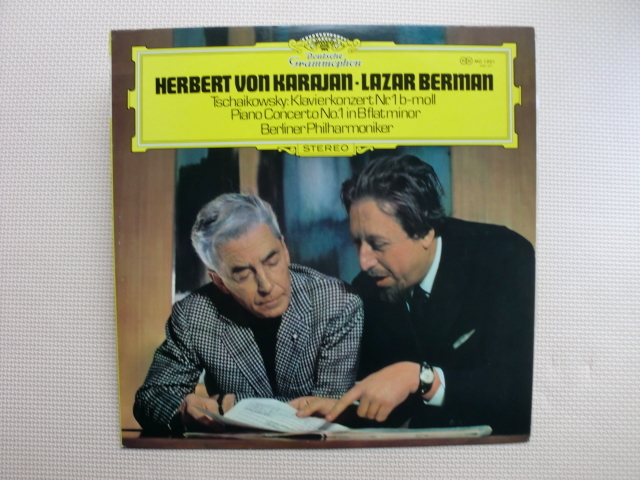 Deutsche
Grammophon
HERBERT VON KARAJAN · LAZAR BERMAN
Tschaikowsky: Klavierkonzert Nr. 1 b-moll
Piano Concerto No. 1 in B flat minor
Berliner Philharmoniker
STEREO